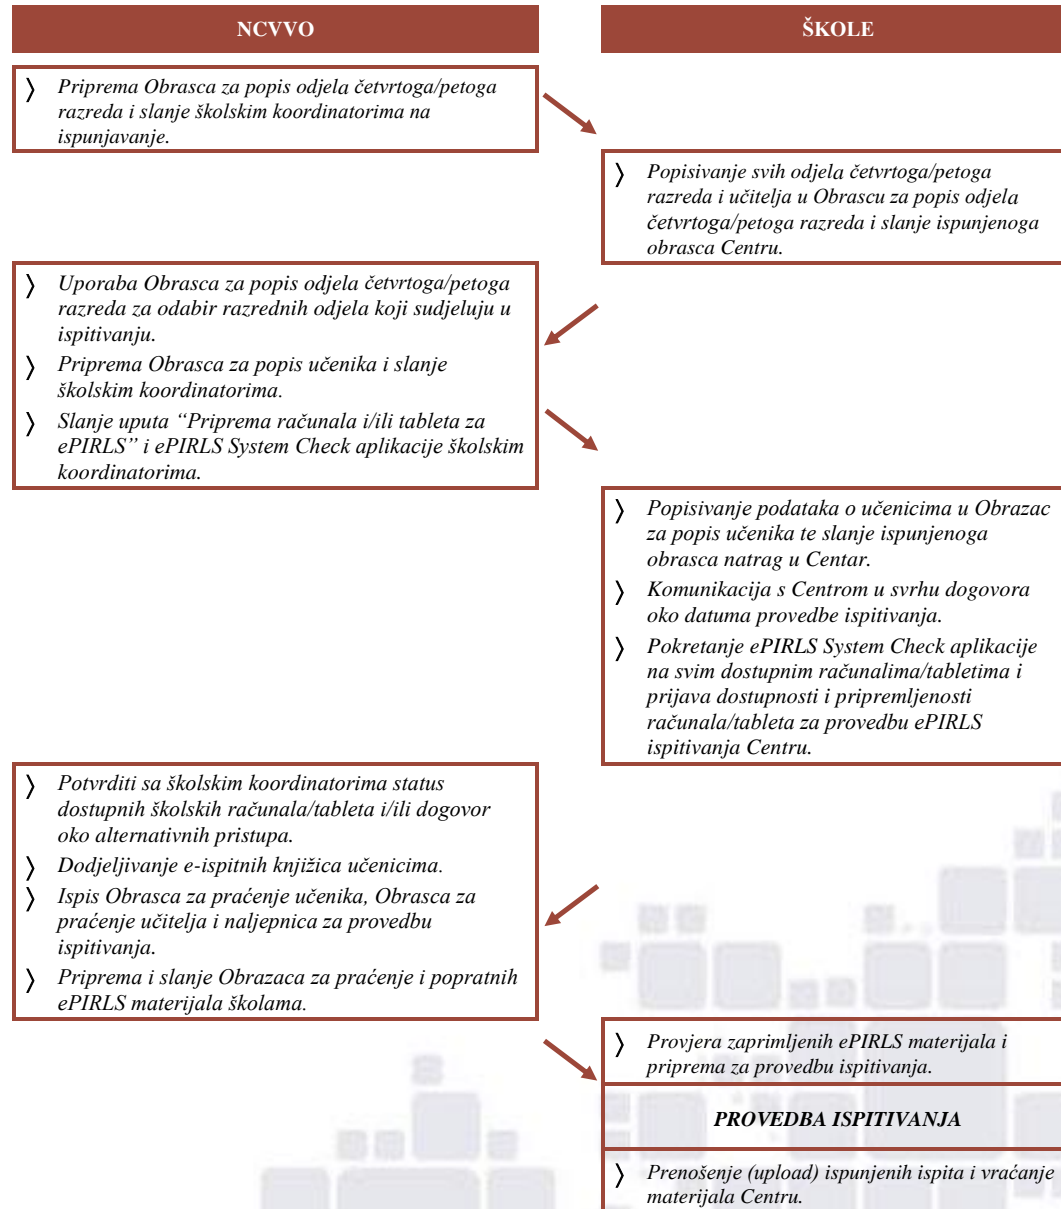 NCVVO
ŠKOLE
❭ Priprema Obrasca za popis odjela četvrtoga/petoga
razreda i slanje školskim koordinatorima na
ispunjavanje.
❭ Popisivanje svih odjela četvrtoga/petoga
razreda i učitelja u Obrascu za popis odjela
četvrtoga/petoga razreda i slanje ispunjenoga
obrasca Centru.
❭ Uporaba Obrasca za popis odjela četvrtoga/petoga
razreda za odabir razrednih odjela koji sudjeluju u
ispitivanju.
❭ Priprema Obrasca za popis učenika i slanje
školskim koordinatorima.
❭ Slanje uputa “Priprema računala i/ili tableta za
ePIRLS” i ePIRLS System Check aplikacije školskim
koordinatorima.
❭ Popisivanje podataka o učenicima u Obrazac
za popis učenika te slanje ispunjenoga
obrasca natrag u Centar.
❭ Komunikacija s Centrom u svrhu dogovora
oko datuma provedbe ispitivanja.
❭ Pokretanje ePIRLS System Check aplikacije
na svim dostupnim računalima/tabletima i
prijava dostupnosti i pripremljenosti
računala/tableta za provedbu ePIRLS
ispitivanja Centru.
❭ Potvrditi sa školskim koordinatorima status
dostupnih školskih računala/tableta i/ili dogovor
oko alternativnih pristupa.
❭ Dodjeljivanje e-ispitnih knjižica učenicima.
❭ Ispis Obrasca za praćenje učenika, Obrasca za
praćenje učitelja i naljepnica za provedbu
ispitivanja.
❭ Priprema i slanje Obrazaca za praćenje i popratnih
ePIRLS materijala školama.
❭ Provjera zaprimljenih ePIRLS materijala i
priprema za provedbu ispitivanja.
PROVEDBA ISPITIVANJA
❭ Prenošenje (upload) ispunjenih ispita i vraćanje
materijala Centru.